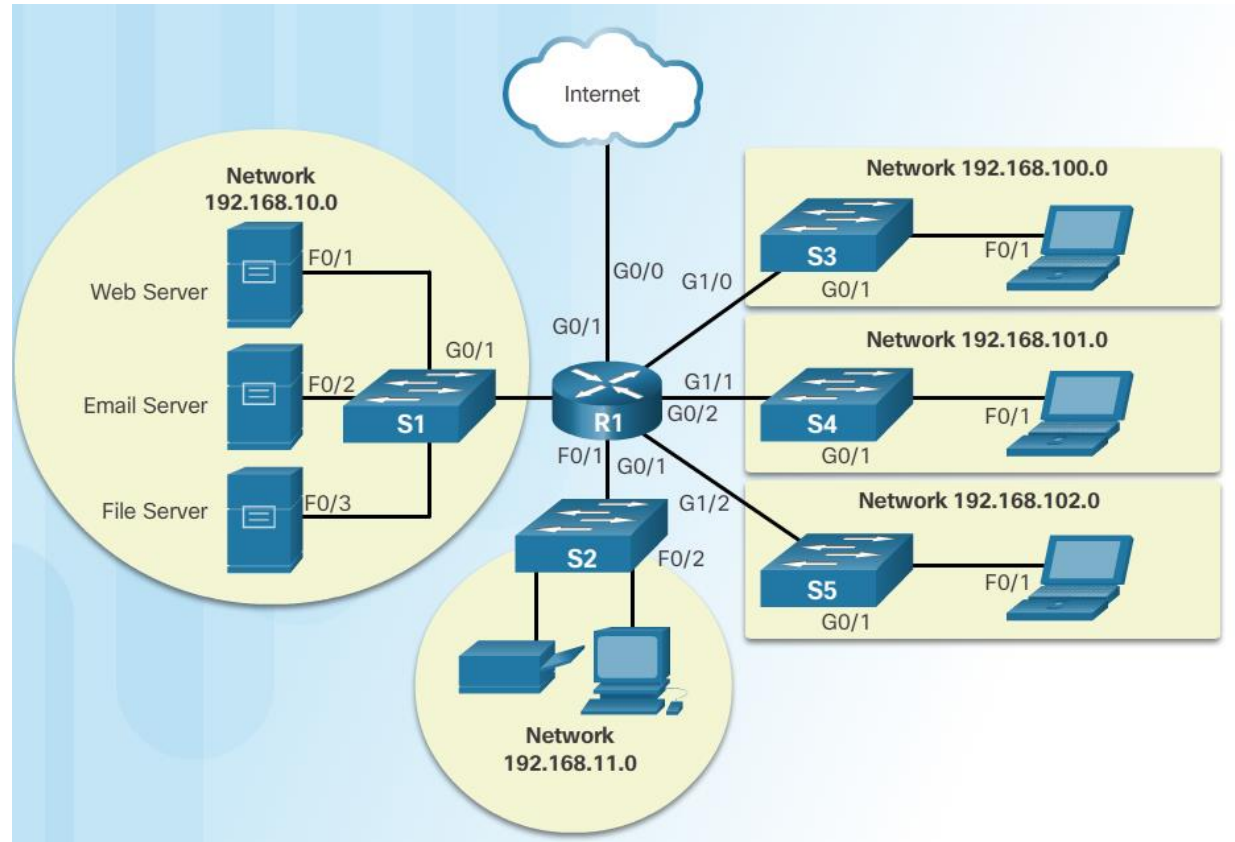 Internet
Network
192.168.10.0
Web Server
F0/1
Email Server
F0/2
File Server
F0/3
G0/1
S1
G0/0
G0/1
G1/0
R1
G1/1
G0/2
F0/1
G0/1
G1/2
S2
F0/2
Network
192.168.11.0
Network 192.168.100.0
S3
F0/1
G0/1
Network 192.168.101.0
S4
F0/1
G0/1
Network 192.168.102.0
S5
F0/1
G0/1